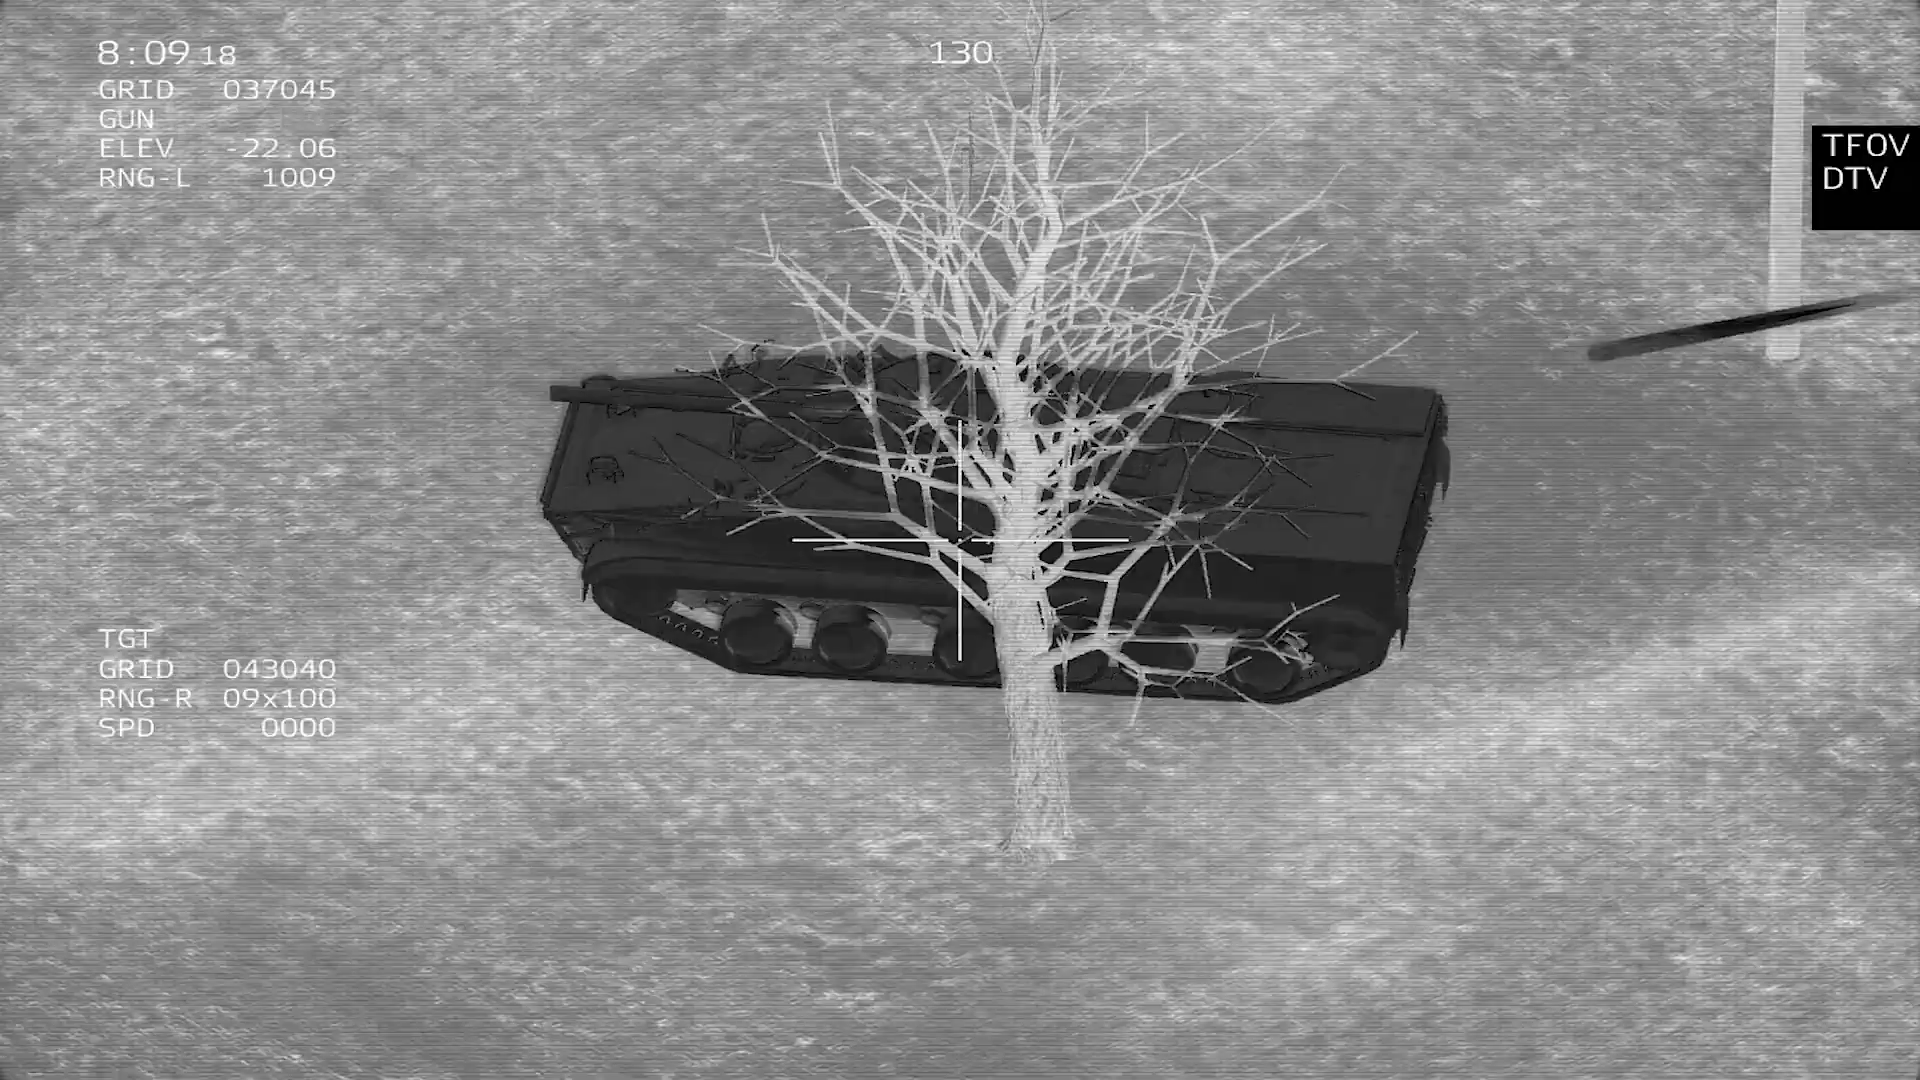 8:09 18
GRID 037045
GUN
ELEV -22.06
RNG-L 1009
130
TFOV
DTV
TGT
GRID 043040
RNG-R 09x100
SPD 0000